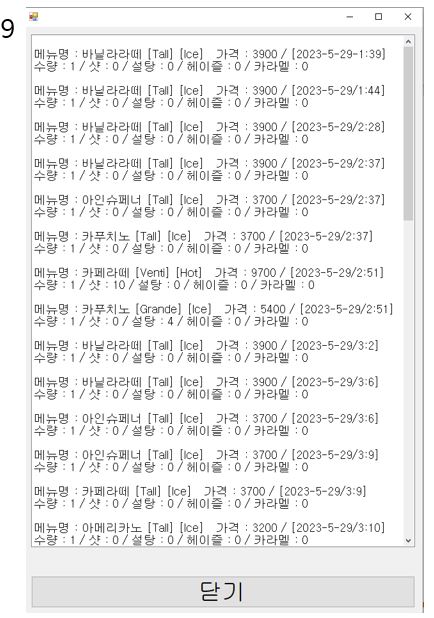 9
메뉴명 : 바닐라라떼 [Tall] [Ice] 가격 : 3900 / [2023-5-29-1:39]
수량 : 1 / 샷 : 0 / 설탕 : 0 / 헤이즐 : 0 / 카라멜 : 0
메뉴명 : 바닐라라떼 [Tall] [Ice] 가격 : 3900 / [2023-5-29/1:44]
수량 : 1 / 샷 : 0 / 설탕 : 0 / 헤이즐 : 0 / 카라멜 : 0
메뉴명 : 바닐라라떼 [Tall] [Ice] 가격 : 3900 / [2023-5-29/2:28]
수량 : 1 / 샷 : 0 / 설탕 : 0 / 헤이즐 : 0 / 카라멜 : 0
메뉴명 : 바닐라라떼 [Tall] [Ice] 가격 : 3900 / [2023-5-29/2:37]
수량 : 1 / 샷 : 0 / 설탕 : 0 / 헤이즐 : 0 / 카라멜 : 0
메뉴명 : 아인슈페너 [Tall] [Ice] 가격 : 3700 / [2023-5-29/2:37]
수량 : 1 / 샷 : 0 / 설탕 : 0 / 헤이즐 : 0 / 카라멜 : 0
메뉴명 : 카푸치노 [Tall] [Ice] 가격 : 3700 / [2023-5-29/2:37]
수량 : 1 / 샷 : 0 / 설탕 : 0 / 헤이즐 : 0 / 카라멜 : 0
메뉴명 : 카페라떼 [Venti] [Hot] 가격 : 9700 / [2023-5-29/2:51]
수량 : 1 / 샷 : 10 / 설탕 : 0 / 헤이즐 : 0 / 카라멜 : 0
메뉴명 : 카푸치노 [Grande] [Ice] 가격 : 5400 / [2023-5-29/2:51]
수량 : 1 / 샷 : 0 / 설탕 : 4 / 헤이즐 : 0 / 카라멜 : 0
메뉴명 : 바닐라라떼 [Tall] [Ice] 가격 : 3900 / [2023-5-29/3:2]
수량 : 1 / 샷 : 0 / 설탕 : 0 / 헤이즐 : 0 / 카라멜 : 0
메뉴명 : 바닐라라떼 [Tall] [Ice] 가격 : 3900 / [2023-5-29/3:6]
수량 : 1 / 샷 : 0 / 설탕 : 0 / 헤이즐 : 0 / 카라멜 : 0
메뉴명 : 아인슈페너 [Tall] [Ice] 가격 : 3700 / [2023-5-29/3:6]
수량 : 1 / 샷 : 0 / 설탕 : 0 / 헤이즐 : 0 / 카라멜 : 0
메뉴명 : 아인슈페너 [Tall] [Ice] 가격 : 3700 / [2023-5-29/3:9]
수량 : 1 / 샷 : 0 / 설탕 : 0 / 헤이즐 : 0 / 카라멜 : 0
메뉴명 : 카페라떼 [Tall] [Ice] 가격 : 3700 / [2023-5-29/3:9]
수량 : 1 / 샷 : 0 / 설탕 : 0 / 헤이즐 : 0 / 카라멜 : 0
메뉴명 : 아메리카노 [Tall] [Ice] 가격 : 3200 / [2023-5-29/3:10]
수량 : 1 / 샷 : 0 / 설탕 : 0 / 헤이즐 : 0 / 카라멜 : 0
닫기